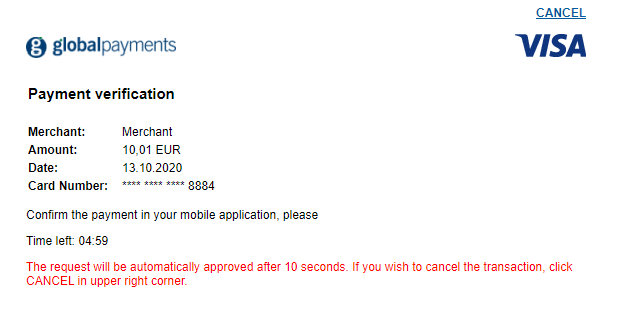 CANCEL
globalpayments
VISA
Payment verification
Merchant: Merchant
Amount: 10,01 EUR
Date: 13.10.2020
Card Number: **** **** **** 8884
Confirm the payment in your mobile application, please
Time left: 04:59
The request will be automatically approved after 10 seconds. If you wish to cancel the transaction, click
CANCEL in upper right corner.